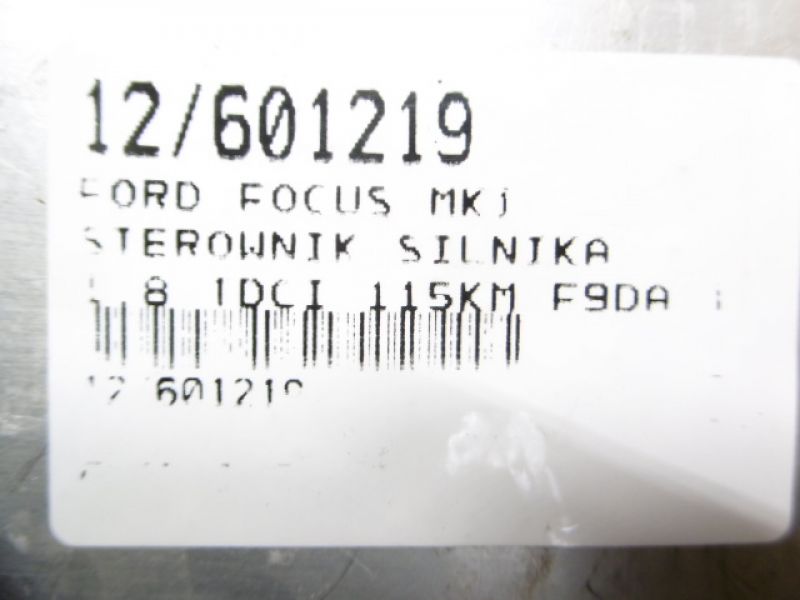 12/601219
FORD FOCUS MK1
STEROWNIK SILNIKA
1.8 TDCI 115KM F9DA
12/601219